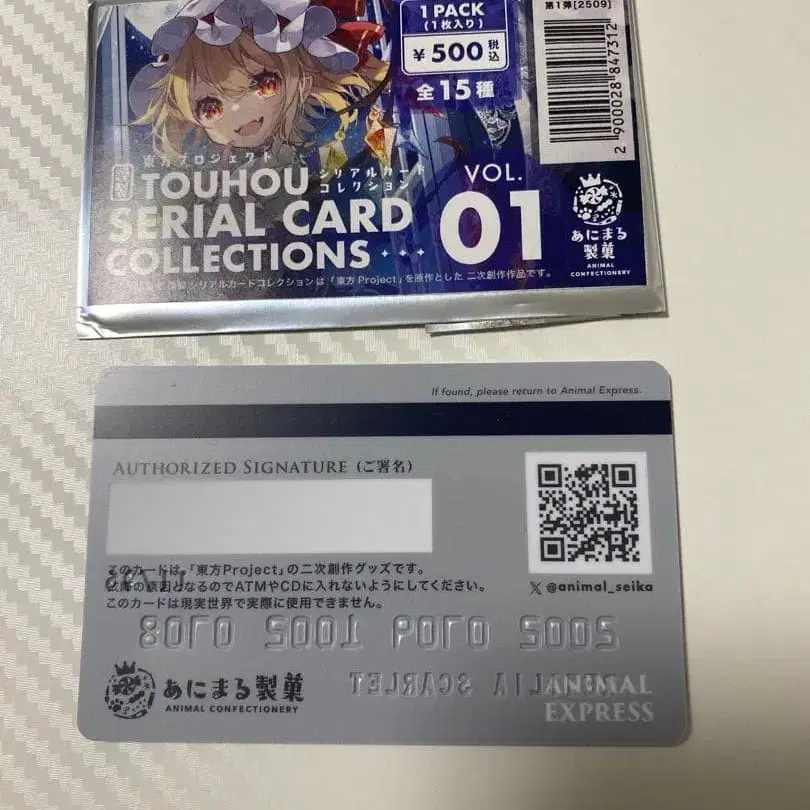 1 PACK
(1枚入り)
¥500 税込
全15種
第1弾[2509]
2 900028 847312
東方プロジェクト
TOUHOU シリアルカード
コレクション
SERIAL CARD
COLLECTIONS
VOL.
01
あにまる
製菓
ANIMAL
CONFECTIONERY
シリアルカードコレクションは「東方Project」を原作とした 二次創作作品です。
If found, please return to Animal Express.
AUTHORIZED SIGNATURE (ご署名)
このカードは、「東方Project」の二次創作グッズです。
の原因となるのでATMやCDに入れないようにしてください。
このカードは現実世界で実際に使用できません。
X @animal_seika
8070 1002 0709 2002
SCARLET
あにまる製菓
ANIMAL CONFECTIONERY
ANIMAL
EXPRESS